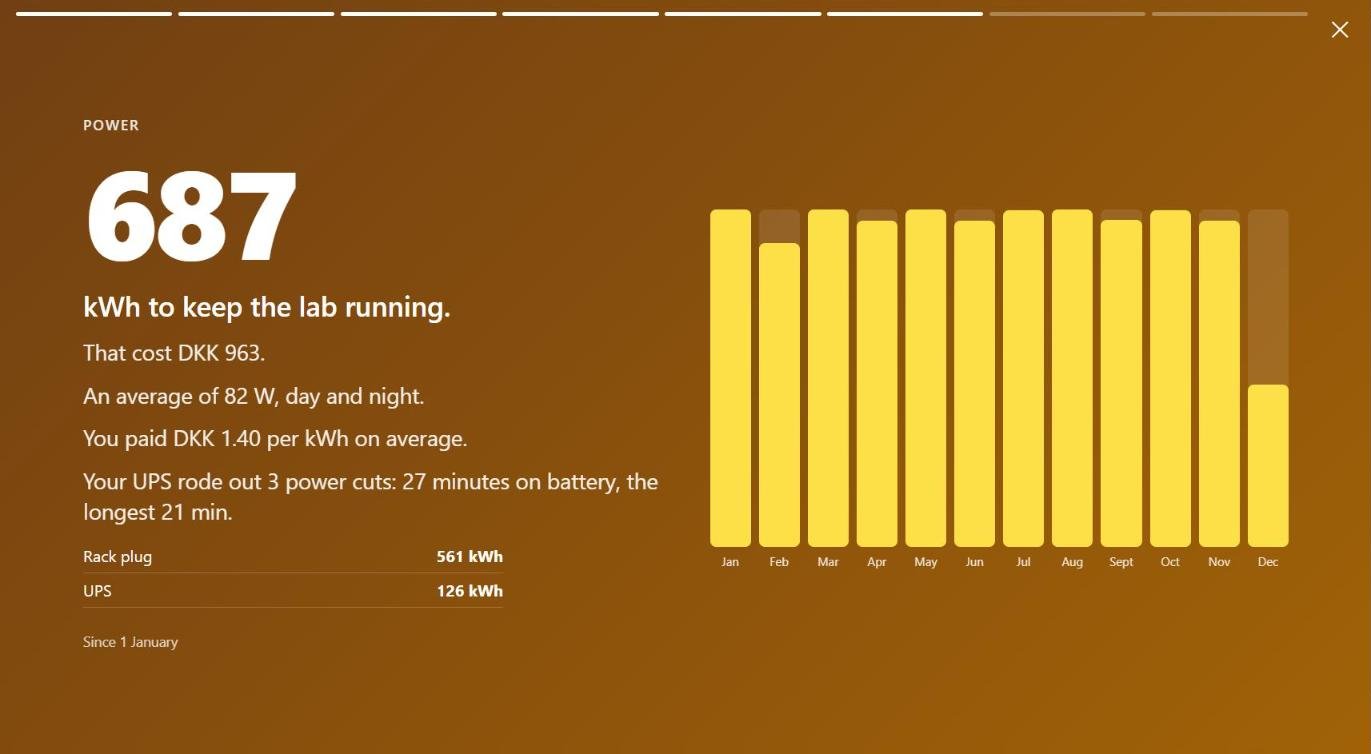 POWER
687
kWh to keep the lab running.
That cost DKK 963.
An average of 82 W, day and night.
You paid DKK 1.40 per kWh on average.
Your UPS rode out 3 power cuts: 27 minutes on battery, the
longest 21 min.
Rack plug 561 kWh
UPS 126 kWh
Since 1 January
Jan Feb Mar Apr May Jun Jul Aug Sept Oct Nov Dec